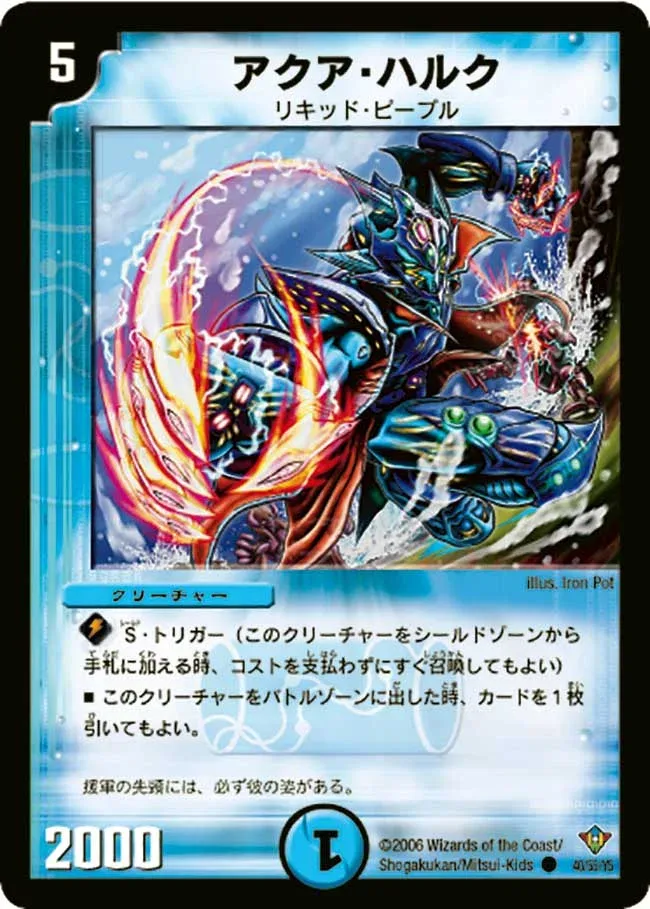 5
アクア・ハルク
リキッド・ピープル
illus. Iron Pot
クリーチャー
S・トリガー（このクリーチャーをシールドゾーンから
手札に加える時、コストを支払わずにすぐ召喚してもよい）
■ このクリーチャーをバトルゾーンに出した時、カードを１枚
引いてもよい。
援軍の先頭には、必ず彼の姿がある。
2000
1
©2006 Wizards of the Coast/
Shogakukan/Mitsui-Kids
40/55・Y5